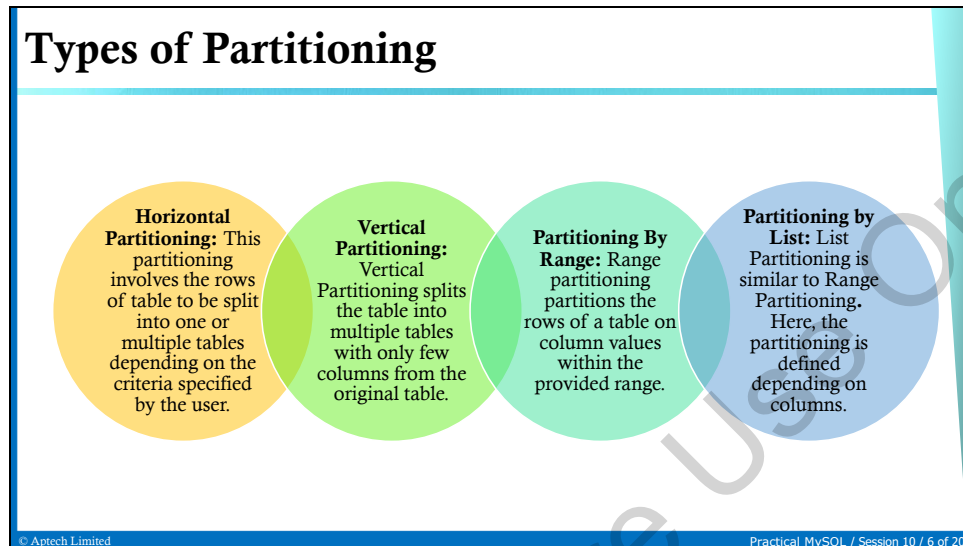 Types of Partitioning
Horizontal
Partitioning: This
partitioning
involves the rows
of table to be split
into one or
multiple tables
depending on the
criteria specified
by the user.
Vertical
Partitioning:
Vertical
Partitioning splits
the table into
multiple tables
with only few
columns from the
original table.
Partitioning By
Range: Range
partitioning
partitions the
rows of a table on
column values
within the
provided range.
Partitioning by
List: List
Partitioning is
similar to Range
Partitioning.
Here, the
partitioning is
defined
depending on
columns.
© Aptech Limited
Practical MySQL / Session 10 / 6 of 20